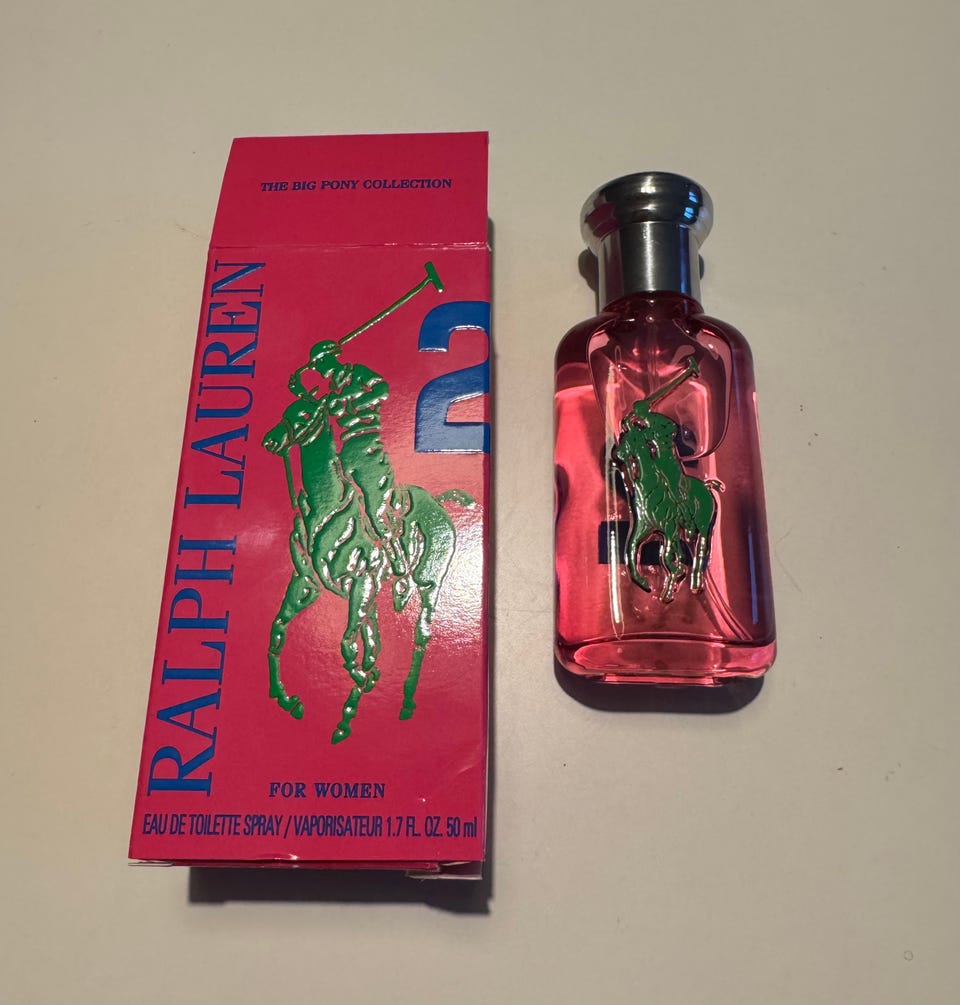 THE BIG PONY COLLECTION
RALPH LAUREN
2
FOR WOMEN
EAU DE TOILETTE SPRAY / VAPORISATEUR 1.7 FL. OZ. 50 ml